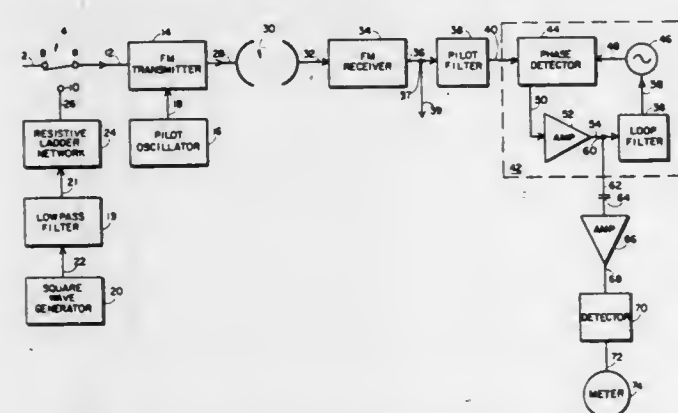 4
14
FM
TRANSMITTER
2
8
6
12
28
30
32
34
FM
RECEIVER
36
37
39
38
PILOT
FILTER
40
44
PHASE
DETECTOR
48
46
10
26
24
RESISTIVE
LADDER
NETWORK
18
PILOT
OSCILLATOR
16
50
52
AMP
54
60
58
56
LOOP
FILTER
42
21
LOW PASS
FILTER
19
62
64
22
SQUARE
WAVE
GENERATOR
20
AMP
66
68
70
DETECTOR
72
METER
74